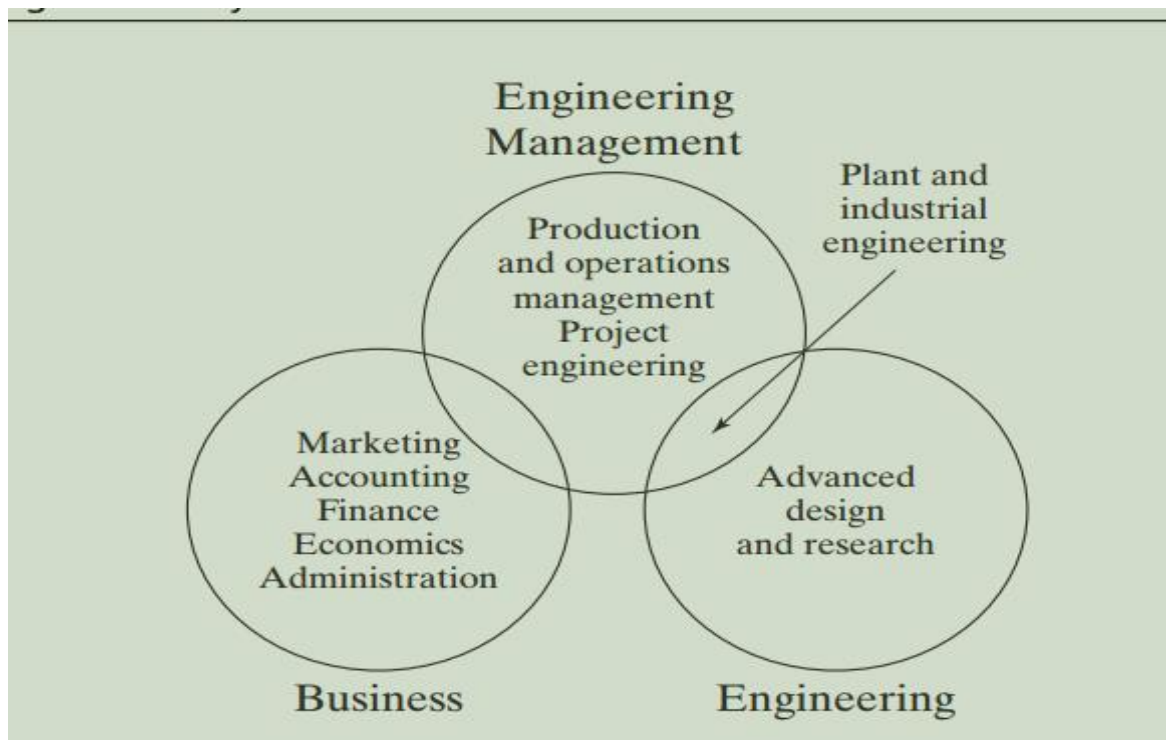 Engineering
Management
Plant and
industrial
engineering
Production
and operations
management
Project
engineering
Marketing
Accounting
Finance
Economics
Administration
Advanced
design
and research
Business
Engineering